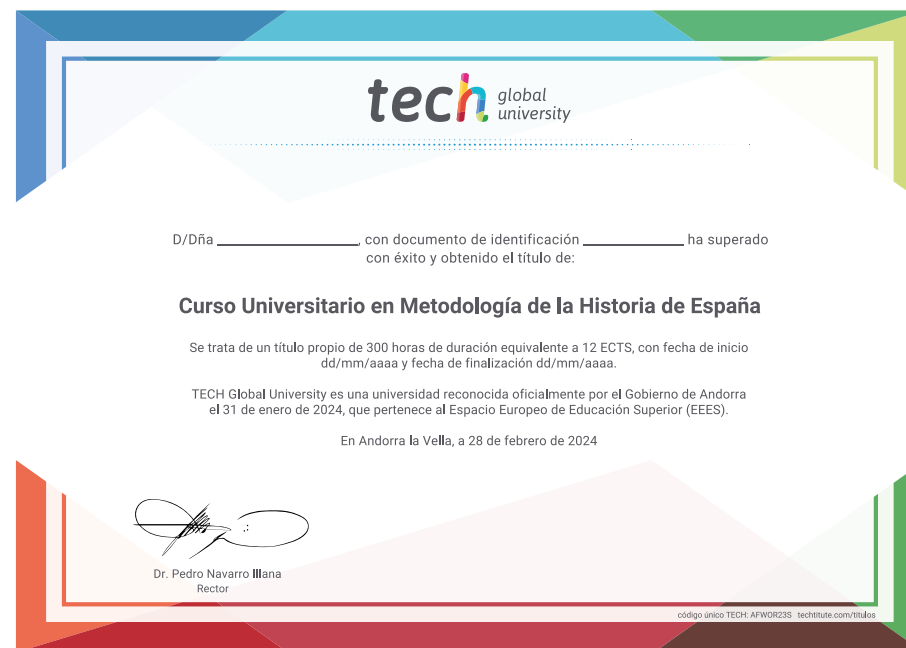 tech global university
D/Dña ____________, con documento de identificación ____________ ha superado
con éxito y obtenido el título de:
Curso Universitario en Metodología de la Historia de España
Se trata de un título propio de 300 horas de duración equivalente a 12 ECTS, con fecha de inicio
dd/mm/aaaa y fecha de finalización dd/mm/aaaa.
TECH Global University es una universidad reconocida oficialmente por el Gobierno de Andorra
el 31 de enero de 2024, que pertenece al Espacio Europeo de Educación Superior (EEES).
En Andorra la Vella, a 28 de febrero de 2024
Dr. Pedro Navarro Illana
Rector
código único TECH: AFWOR23S techtitute.com/titulos